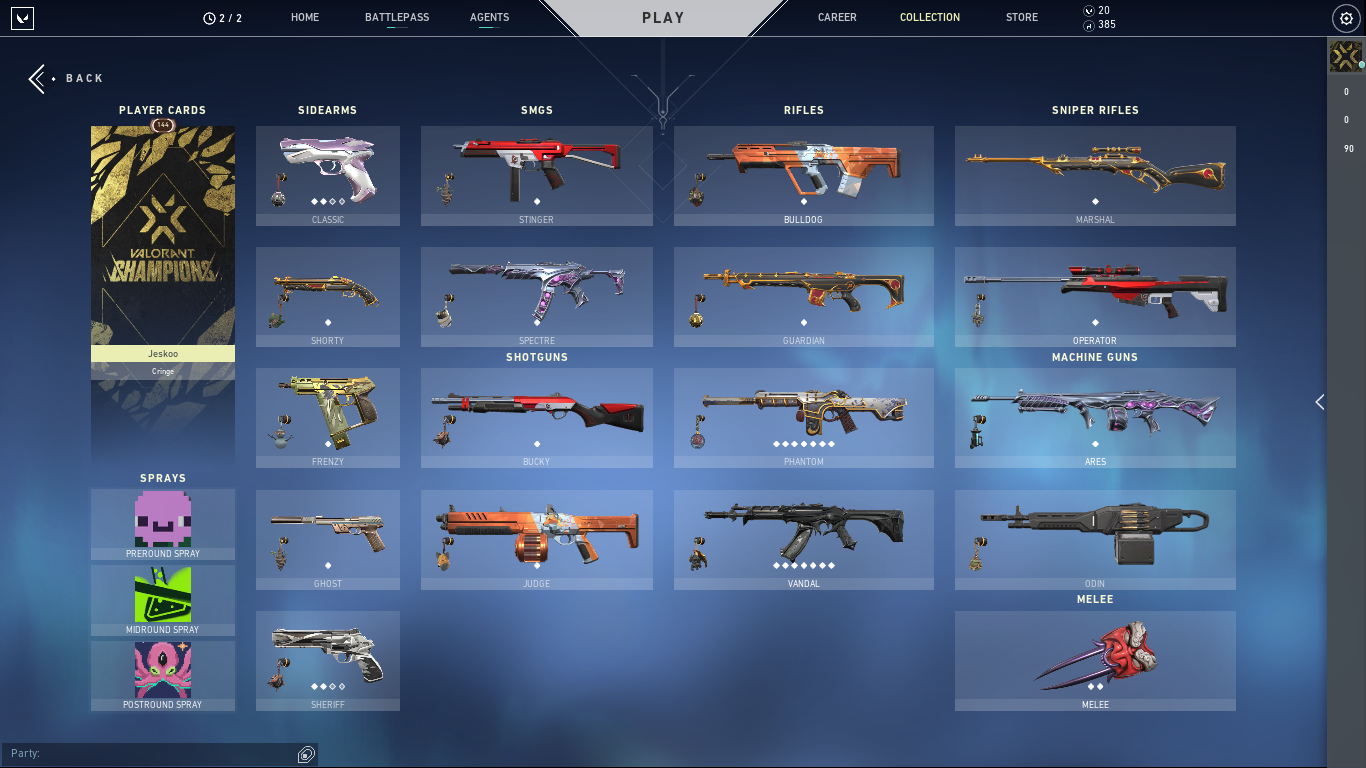 2 / 2
HOME
BATTLEPASS
AGENTS
PLAY
CAREER
COLLECTION
STORE
20
385
BACK
PLAYER CARDS
144
VALORANT
CHAMPIONS
Jeskoo
Cringe
SPRAYS
PREROUND SPRAY
MIDROUND SPRAY
POSTROUND SPRAY
SIDEARMS
CLASSIC
SHORTY
FRENZY
GHOST
SHERIFF
SMGS
STINGER
SPECTRE
SHOTGUNS
BUCKY
JUDGE
RIFLES
BULLDOG
GUARDIAN
PHANTOM
VANDAL
SNIPER RIFLES
MARSHAL
OPERATOR
MACHINE GUNS
ARES
ODIN
MELEE
MELEE
0
0
90
Party: